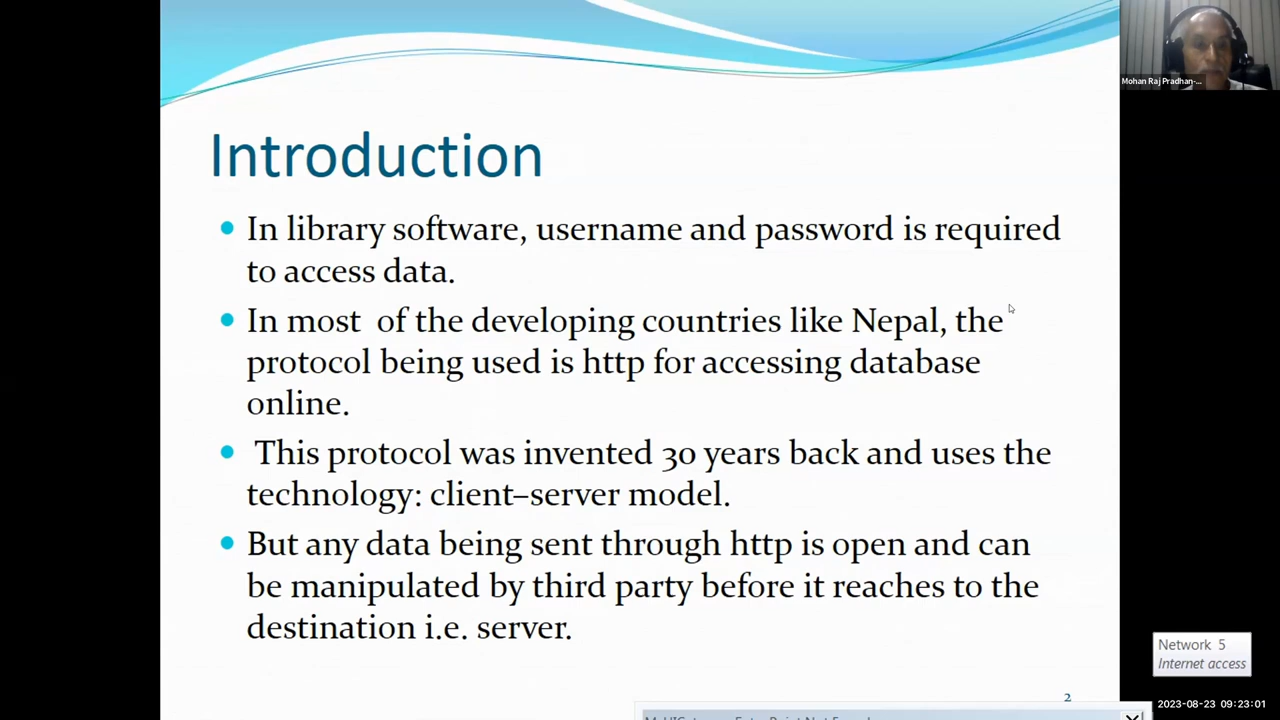 Mohan Raj Pradhan-...
Introduction
In library software, username and password is required
to access data.
In most of the developing countries like Nepal, the
protocol being used is http for accessing database
online.
This protocol was invented 30 years back and uses the
technology: client–server model.
But any data being sent through http is open and can
be manipulated by third party before it reaches to the
destination i.e. server.
Network 5
Internet access
2
2023-08-23 09:23:01